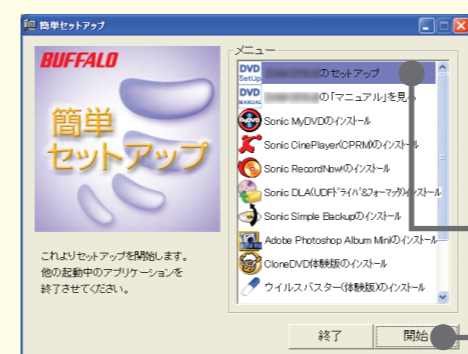 簡単セットアップ
BUFFALO
簡単
セットアップ
これよりセットアップを開始します。
他の起動中のアプリケーションを
終了させてください。
メニュー
DVD SetUp のセットアップ
DVD MANUAL の「マニュアル」を見
Sonic MyDVDのインストール
Sonic CinePlayer(CPRM)のインストール
Sonic RecordNow!のインストール
Sonic DLA(UDFドライバ&フォーマッタ)のインストール
Sonic Simple Backupのインストール
Adobe Photoshop Album Miniのインストール
CloneDVD体験版のインストール
ウイルスバスター(体験版)のインストール
終了
開始